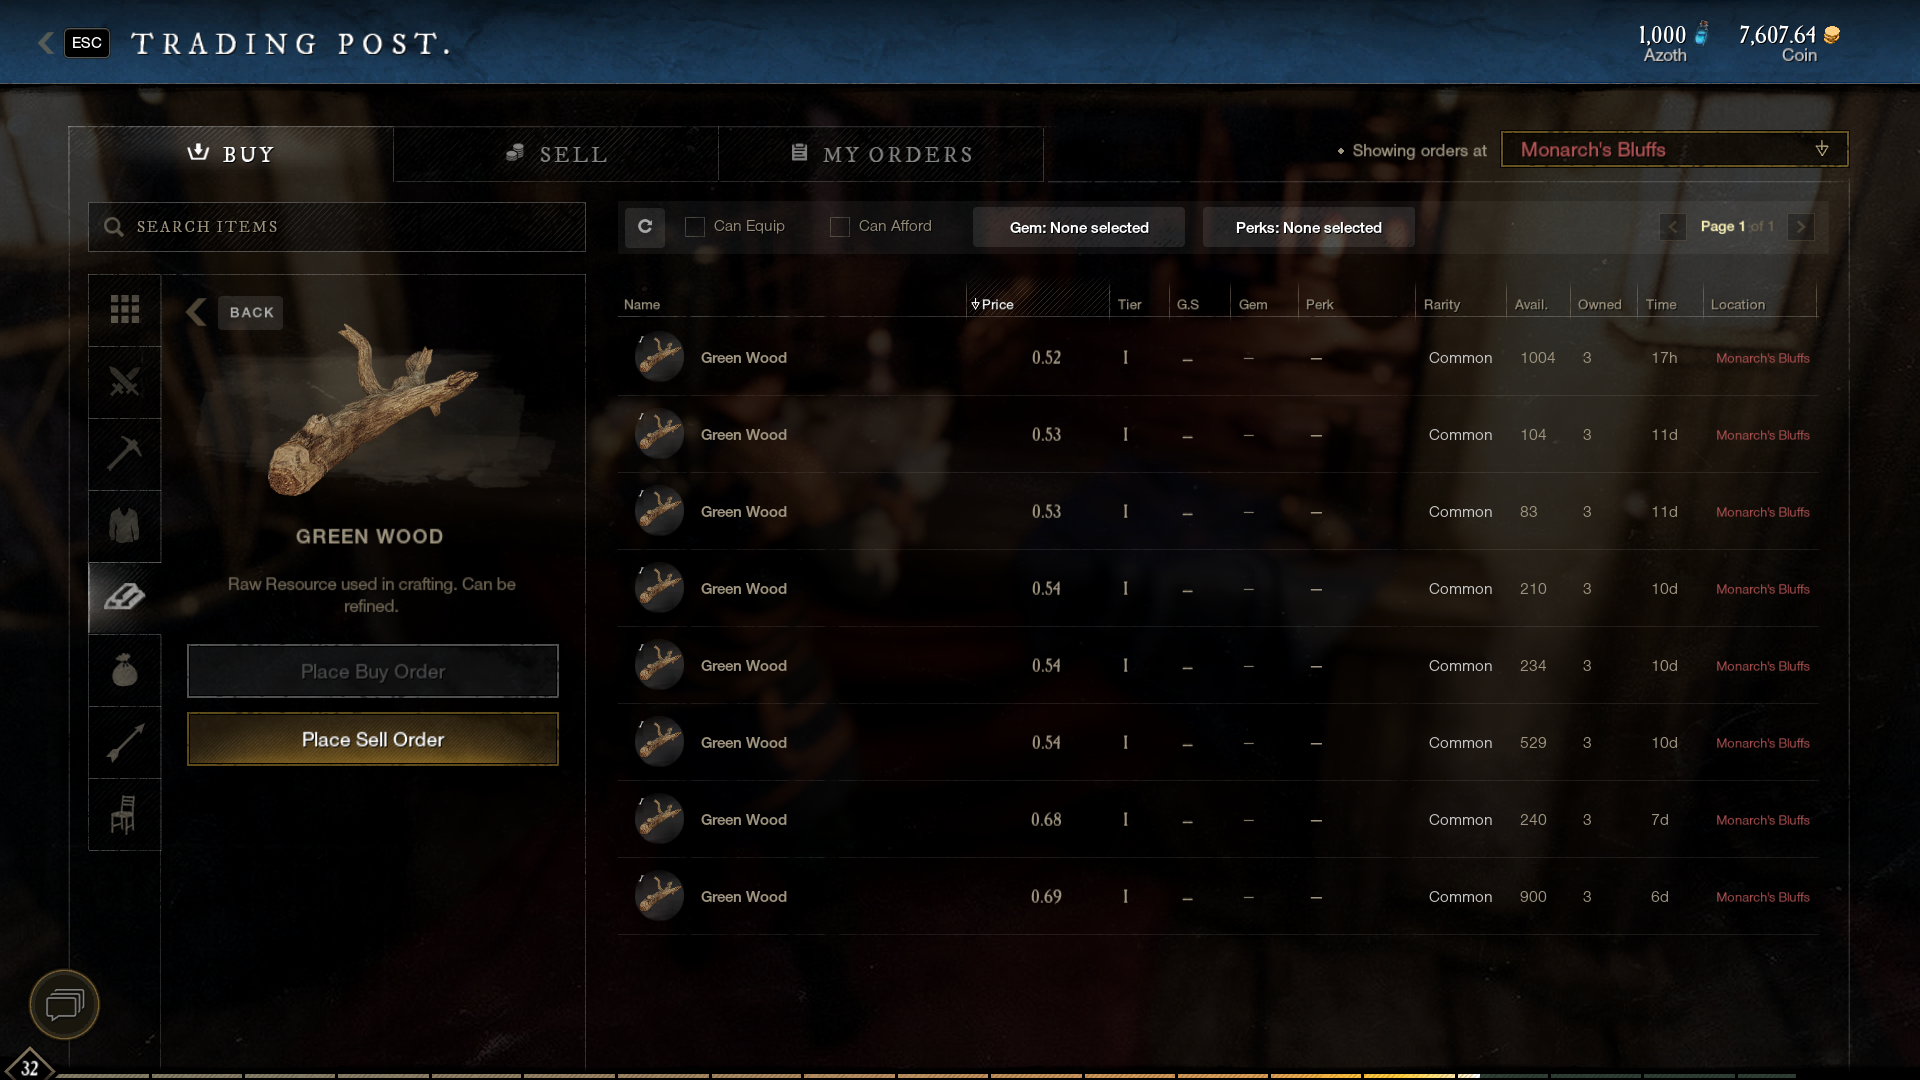 ESC TRADING POST.
1,000 7,607.64
Azoth Coin
BUY SELL MY ORDERS
Showing orders at Monarch's Bluffs
SEARCH ITEMS
Can Equip Can Afford Gem: None selected Perks: None selected Page 1 of 1
BACK
GREEN WOOD
Raw Resource used in crafting. Can be
refined.
Place Buy Order
Place Sell Order
Name Price Tier G.S Gem Perk Rarity Avail. Owned Time Location
Green Wood 0.52 I – – – Common 1004 3 17h Monarch's Bluffs
Green Wood 0.53 I – – – Common 104 3 11d Monarch's Bluffs
Green Wood 0.53 I – – – Common 83 3 11d Monarch's Bluffs
Green Wood 0.54 I – – – Common 210 3 10d Monarch's Bluffs
Green Wood 0.54 I – – – Common 234 3 10d Monarch's Bluffs
Green Wood 0.54 I – – – Common 529 3 10d Monarch's Bluffs
Green Wood 0.68 I – – – Common 240 3 7d Monarch's Bluffs
Green Wood 0.69 I – – – Common 900 3 6d Monarch's Bluffs
32